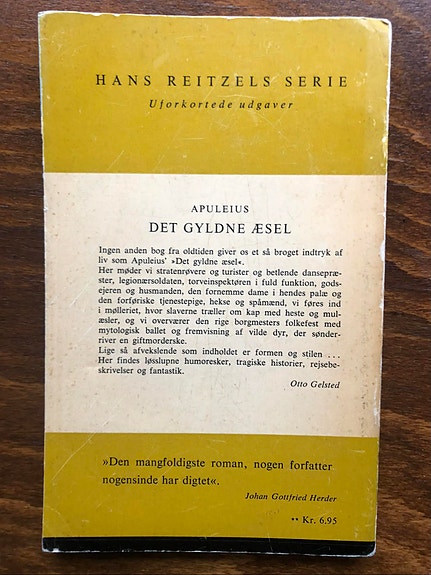 HANS REITZELS SERIE
Uforkortede udgaver
APULEIUS
DET GYLDNE ÆSEL
Ingen anden bog fra oldtiden giver os et så broget indtryk af
liv som Apuleius' »Det gyldne æsel«.
Her møder vi stratenrøvere og turister og betlende dansepræ-
ster, legionærsoldaten, torveinspektøren i fuld funktion, gods-
ejeren og husmanden, den fornemme dame i hendes palæ og
den forføriske tjenestepige, hekse og spåmænd, vi føres ind
i mølleriet, hvor slaverne træller om kap med heste og mul-
æsler, og vi overværer den rige borgmesters folkefest med
mytologisk ballet og fremvisning af vilde dyr, der sønder-
river en giftmorderske.
Lige så afvekslende som indholdet er formen og stilen ...
Her findes løsslupne humoresker, tragiske historier, rejsebe-
skrivelser og fantastik.
Otto Gelsted
»Den mangfoldigste roman, nogen forfatter
nogensinde har digtet«.
Johan Gottfried Herder
•• Kr. 6.95